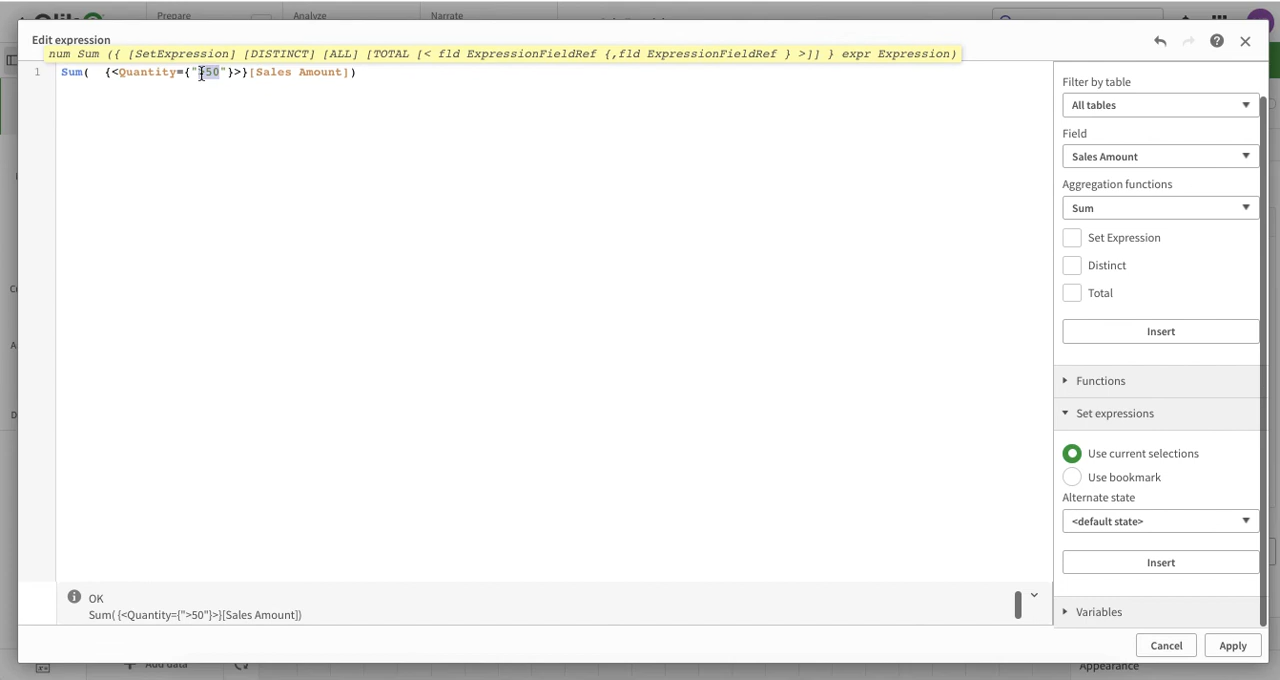 Prepare
Analyze
Narrate
Edit expression
num Sum ({ [SetExpression] [DISTINCT] [ALL] [TOTAL [< fld ExpressionFieldRef {,fld ExpressionFieldRef } >]] } expr Expression)
1 Sum( {<Quantity={">50"}>}[Sales Amount])
Filter by table
All tables
Field
Sales Amount
Aggregation functions
Sum
Set Expression
Distinct
Total
Insert
Functions
Set expressions
Use current selections
Use bookmark
Alternate state
<default state>
Insert
Variables
OK
Sum( {<Quantity={">50"}>}[Sales Amount])
Cancel
Apply
Add data
Appearance